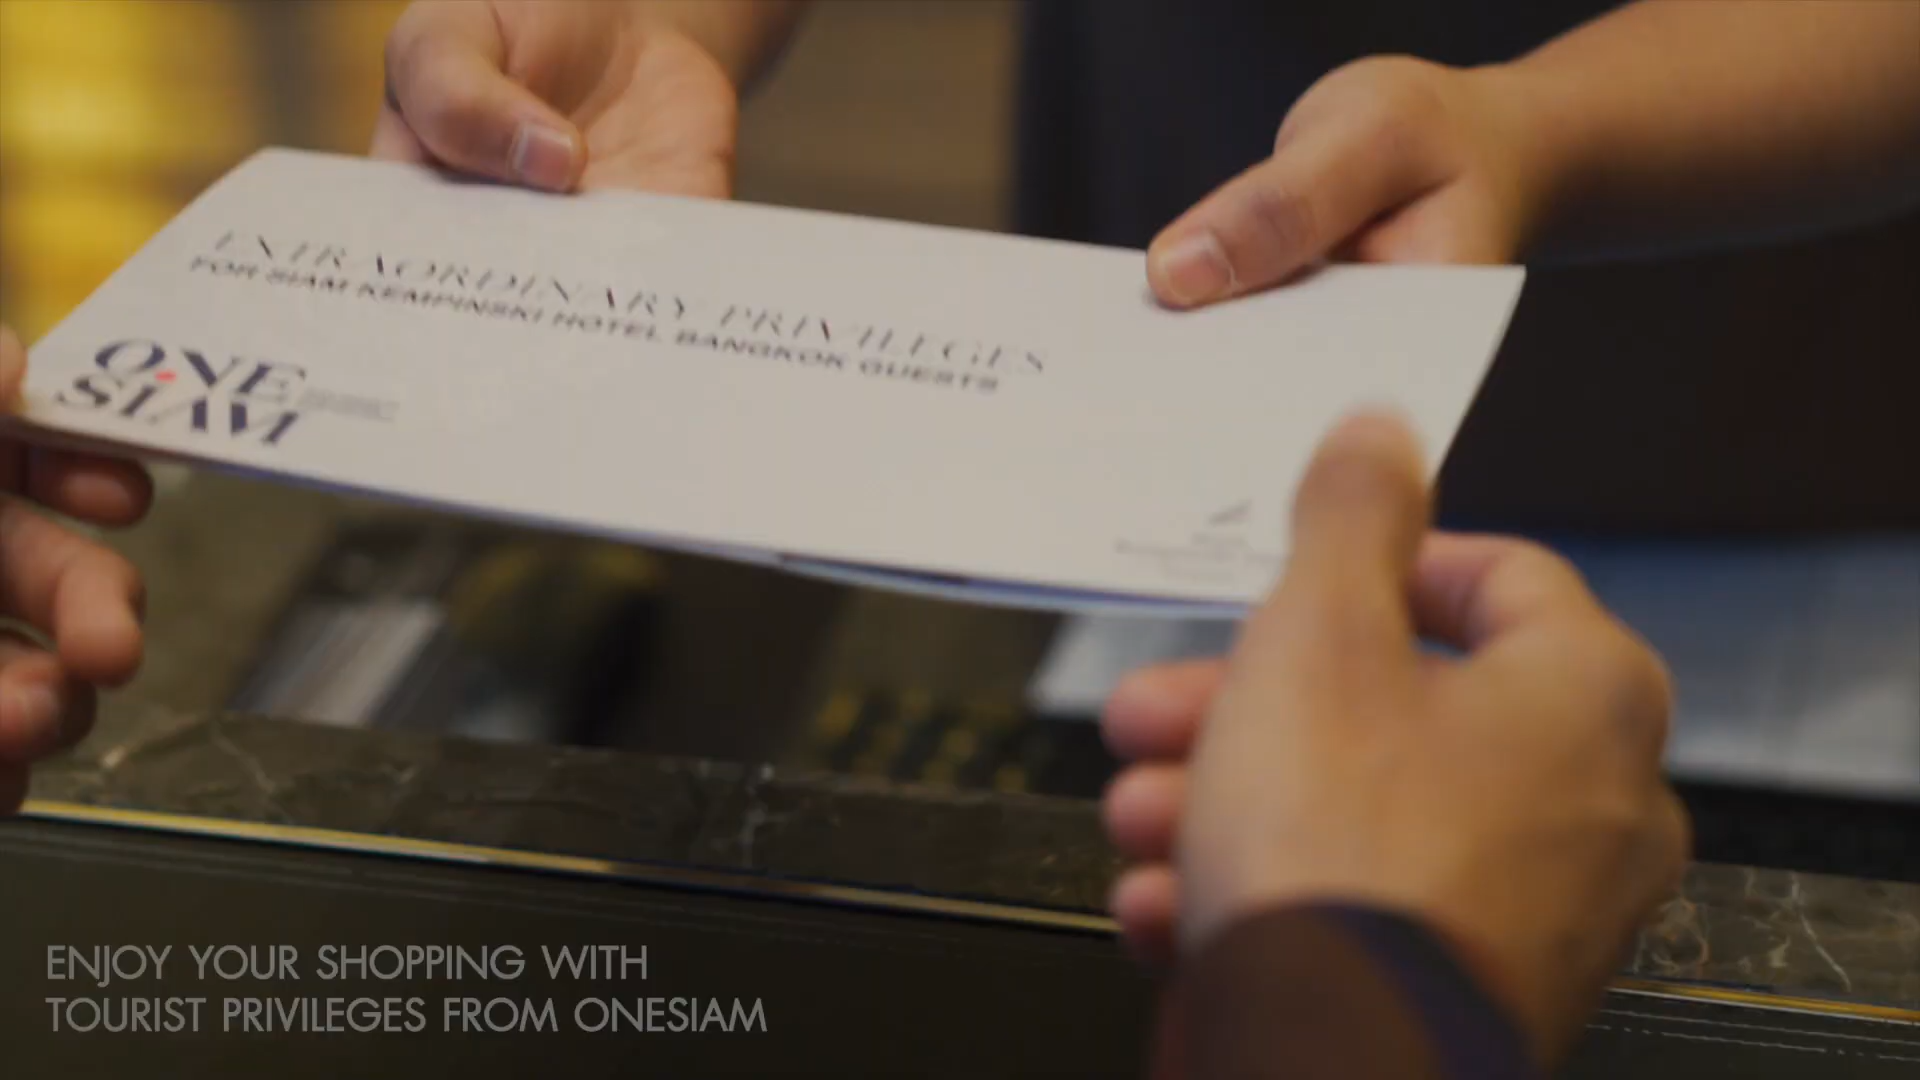 EXTRAORDINARY PRIVILEGES
FOR SIAM KEMPINSKI HOTEL BANGKOK GUESTS
ONE
SIAM
ENJOY YOUR SHOPPING WITH
TOURIST PRIVILEGES FROM ONESIAM